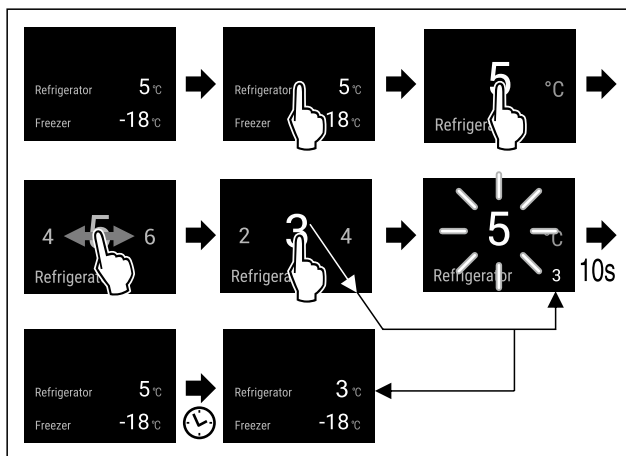 Refrigerator 5 °C
Freezer -18 °C
Refrigerator 5 °C
Freezer -18 °C
5 °C
Refrigera
4 5 6
Refrigerat
2 3 4
Refrigera
5 °C
Refrigerator 3
10s
Refrigerator 5 °C
Freezer -18 °C
Refrigerator 3 °C
Freezer -18 °C